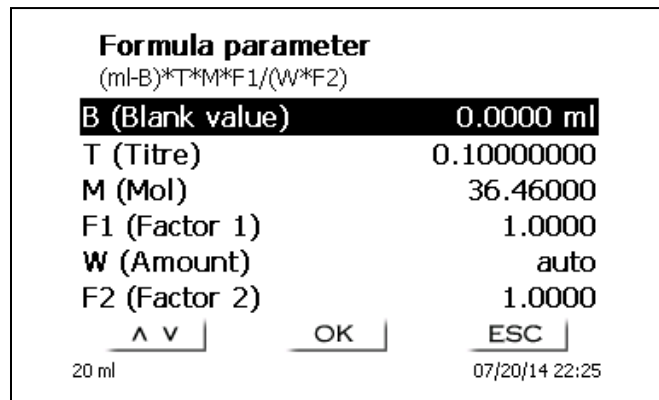 Formula parameter
(ml-B)*T*M*F1/(W*F2)
B (Blank value) 0.0000 ml
T (Titre) 0.10000000
M (Mol) 36.46000
F1 (Factor 1) 1.0000
W (Amount) auto
F2 (Factor 2) 1.0000
∧ ∨ OK ESC
20 ml 07/20/14 22:25